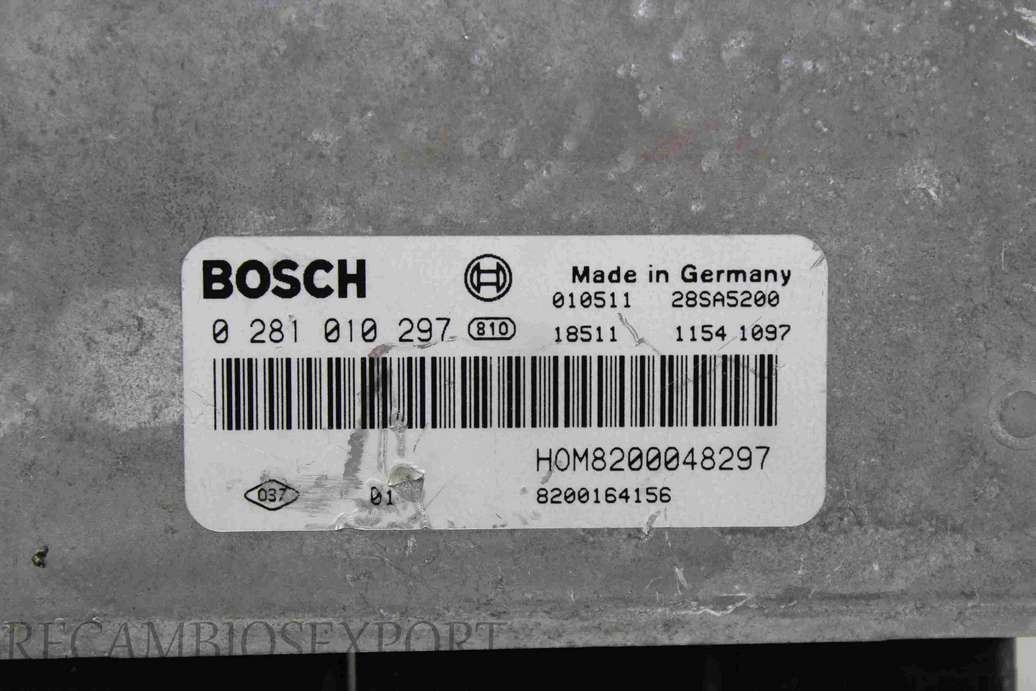 BOSCH
Made in Germany
010511 28SA5200
0 281 010 297 810
18511 1154 1097
HOM8200048297
037 01 8200164156
RECAMBIOSEXPORT